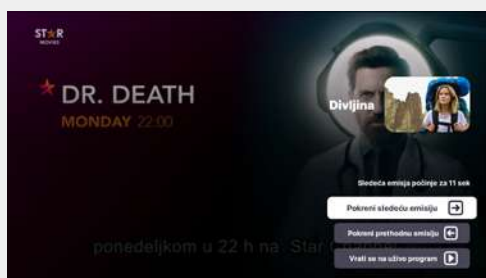 ST★R
MOVIES
DR. DEATH
MONDAY 22:00
Divljina
Sledeća emisija počinje za 11 sek
Pokreni sledeću emisiju
Pokreni prethodnu emisiju
Vrati se na uživo program
ponedeljkom u 22 h na Star